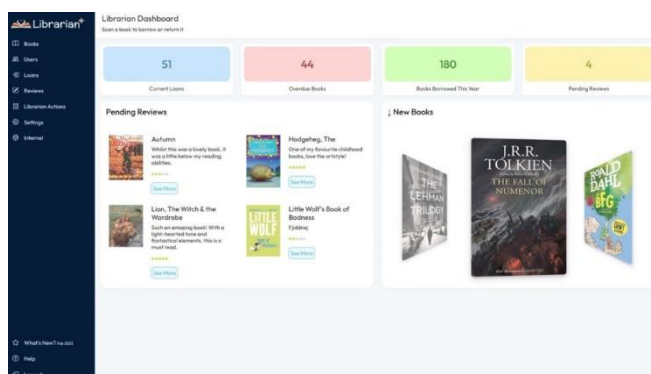 Librarian+
Books
Users
Loans
Reviews
Librarian Actions
Settings
Internal
What's New? Feb 2023
Help
Librarian Dashboard
Scan a book to borrow or return it
51
Current Loans
44
Overdue Books
180
Books Borrowed This Year
4
Pending Reviews
Pending Reviews
Autumn
Whilst this was a lovely book, it
was a little below my reading
abilities.
See More
Hodgeheg, The
One of my favourite childhood
books, love the artstyle!
See More
Lion, The Witch & the
Wardrobe
Such an amazing book! With a
light-hearted tone and
fantastical elements, this is a
must read.
See More
LITTLE
WOLF
Little Wolf's Book of
Badness
See More
New Books
THE
LEHMAN
TRILOGY
J.R.R.
TOLKIEN
THE FALL OF
NÚMENOR
ROALD
DAHL
The
BFG